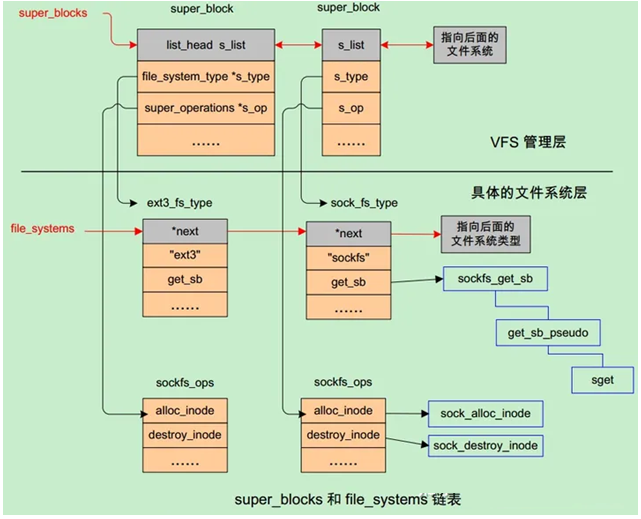 super_block
super_block
super_blocks
list_head s_list
s_list
指向后面的
文件系统
file_system_type *s_type
s_type
super_operations *s_op
s_op
......
......
VFS 管理层
具体的文件系统层
ext3_fs_type
sock_fs_type
file_systems
*next
*next
指向后面的
文件系统类型
"ext3"
"sockfs"
get_sb
get_sb
sockfs_get_sb
......
......
get_sb_pseudo
sget
sockfs_ops
sockfs_ops
alloc_inode
alloc_inode
sock_alloc_inode
destroy_inode
destroy_inode
sock_destroy_inode
......
......
super_blocks 和 file_systems 链表